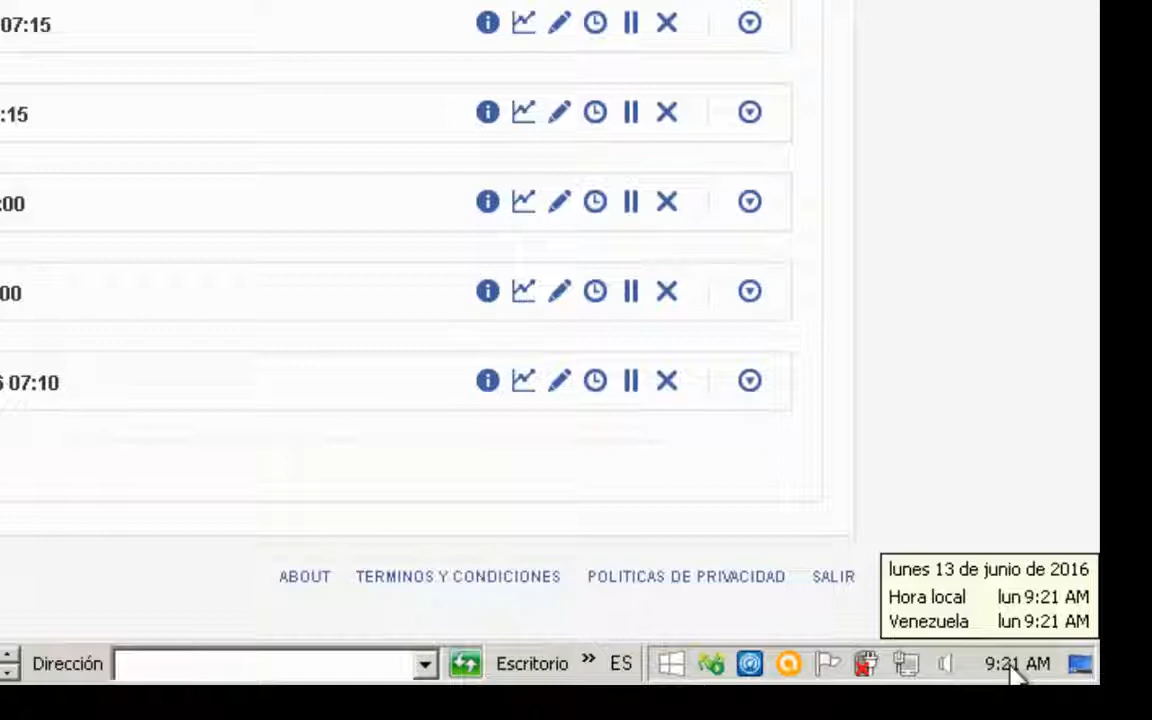 07:15
:15
:00
00
6 07:10
ABOUT TERMINOS Y CONDICIONES POLITICAS DE PRIVACIDAD SALIR
lunes 13 de junio de 2016
Hora local lun 9:21 AM
Venezuela lun 9:21 AM
Dirección Escritorio » ES 9:21 AM